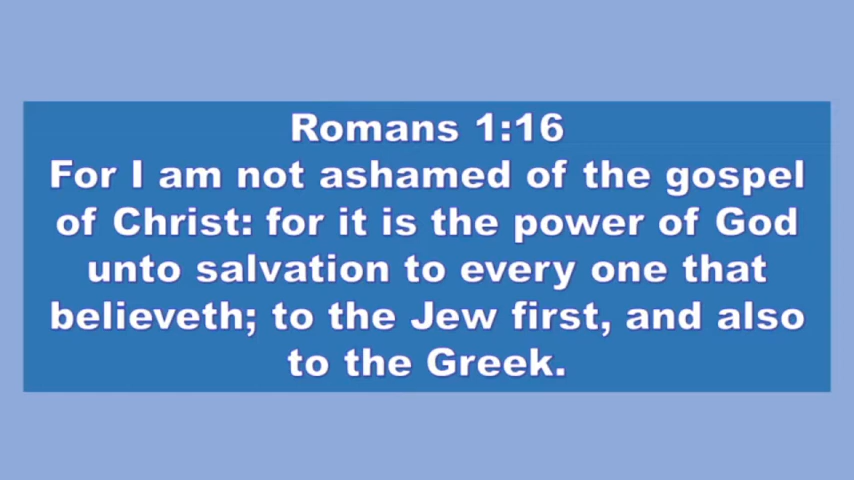 Romans 1:16
For I am not ashamed of the gospel
of Christ: for it is the power of God
unto salvation to every one that
believeth; to the Jew first, and also
to the Greek.